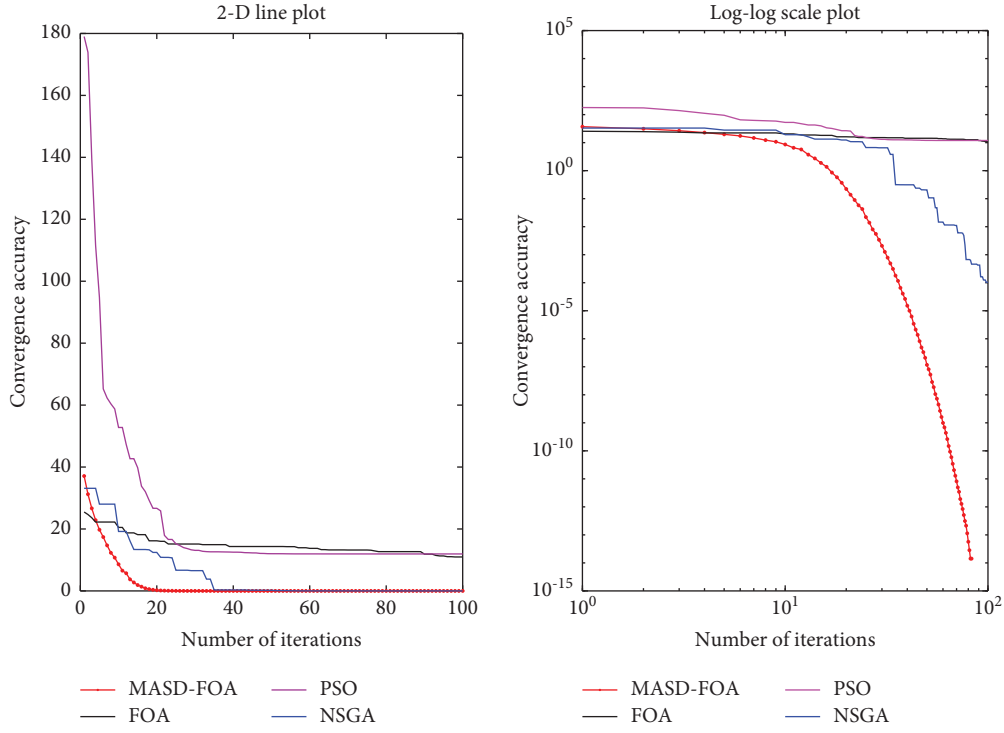 2-D line plot
180
160
140
120
100
80
60
40
20
0
0 20 40 60 80 100
Convergence accuracy
Number of iterations
MASD-FOA
FOA
PSO
NSGA
Log-log scale plot
10^5
10^0
10^-5
10^-10
10^-15
10^0 10^1 10^2
Convergence accuracy
Number of iterations
MASD-FOA
FOA
PSO
NSGA